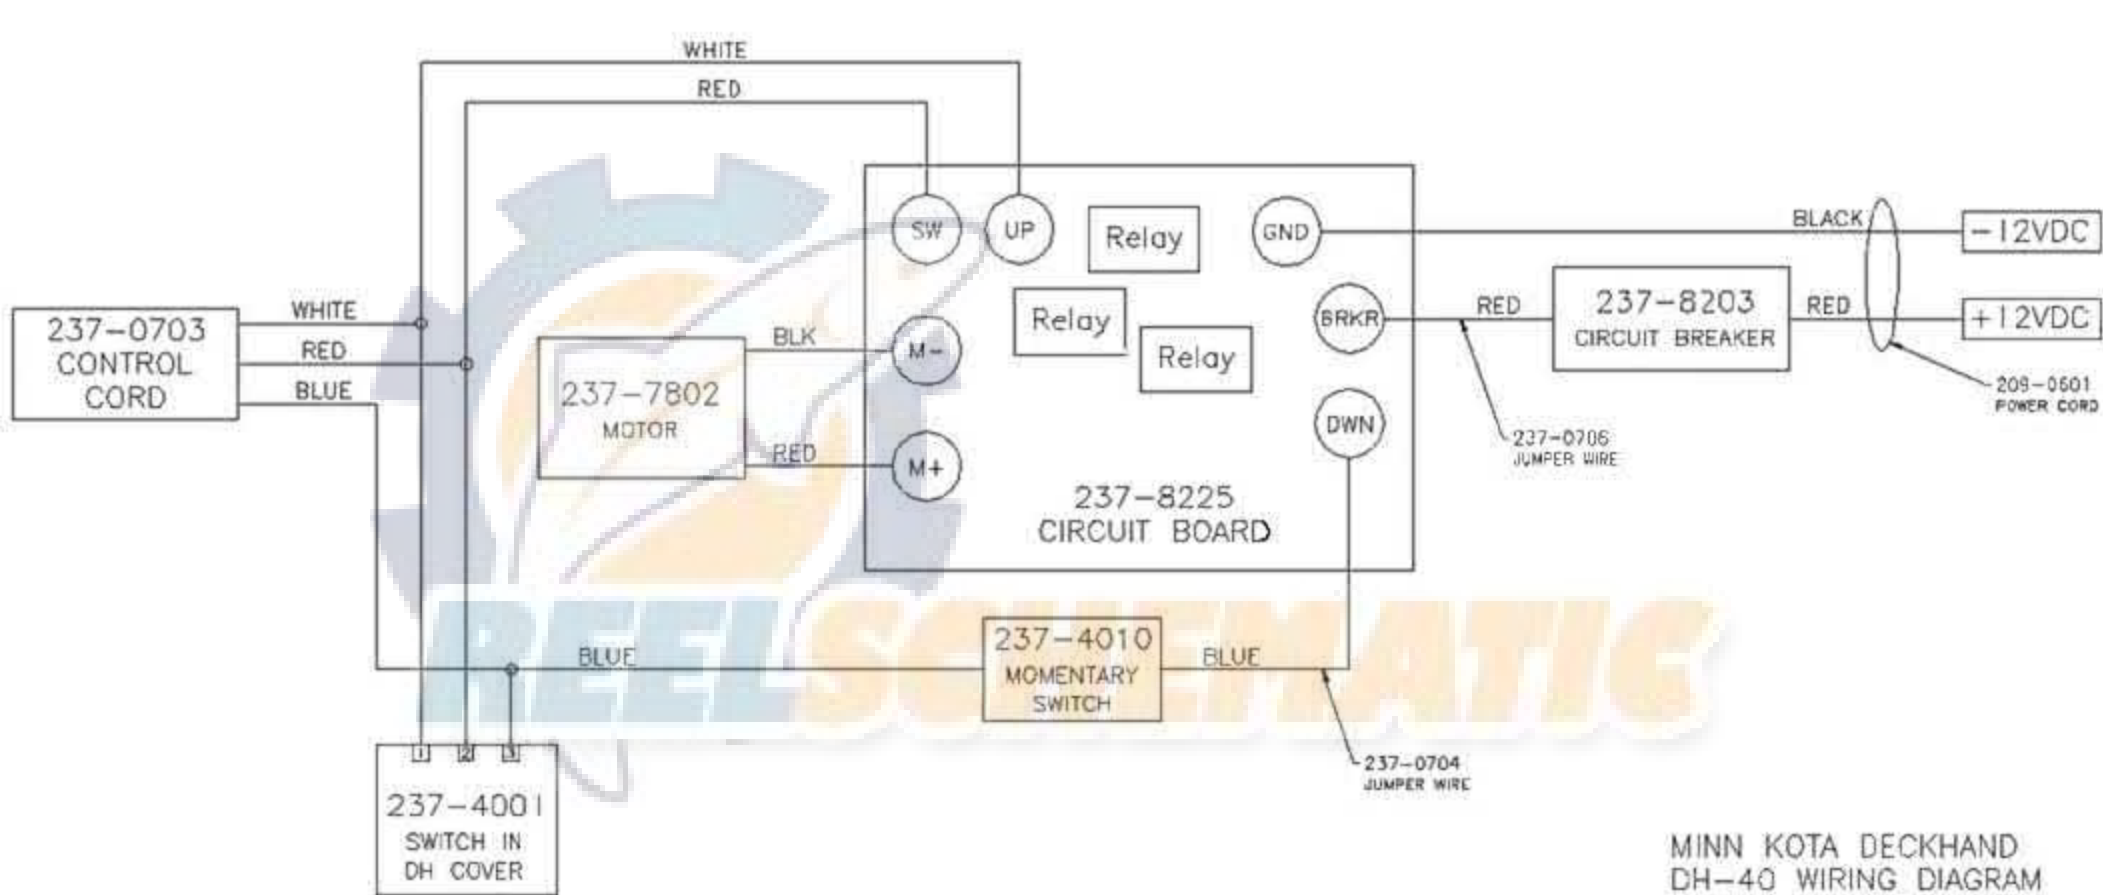 WHITE
RED
SW
UP
Relay
GND
BLACK
-12VDC
237-0703
CONTROL
CORD
WHITE
RED
BLUE
237-7802
MOTOR
BLK
RED
M-
M+
Relay
Relay
BRKR
RED
237-8203
CIRCUIT BREAKER
RED
+12VDC
209-0601
POWER CORD
DWN
237-0706
JUMPER WIRE
237-8225
CIRCUIT BOARD
REELSCHEMATIC
BLUE
237-4010
MOMENTARY
SWITCH
BLUE
237-0704
JUMPER WIRE
1 2 3
237-4001
SWITCH IN
DH COVER
MINN KOTA DECKHAND
DH-40 WIRING DIAGRAM